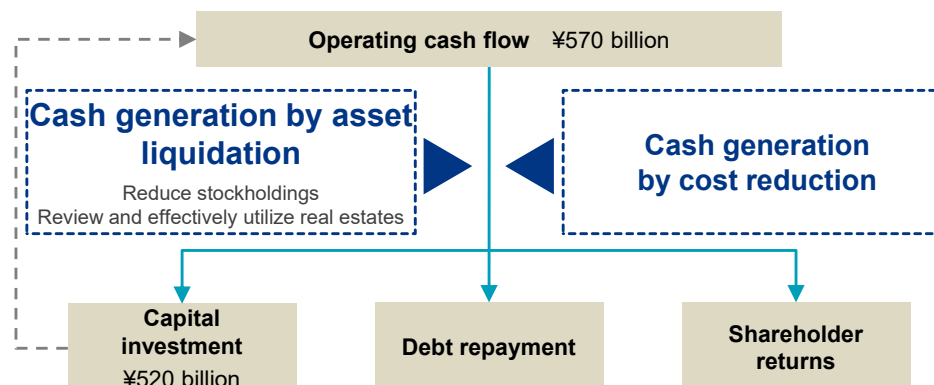 Operating cash flow ¥570 billion
Cash generation by asset
liquidation
Reduce stockholdings
Review and effectively utilize real estates
Cash generation
by cost reduction
Capital
investment
¥520 billion
Debt repayment
Shareholder
returns